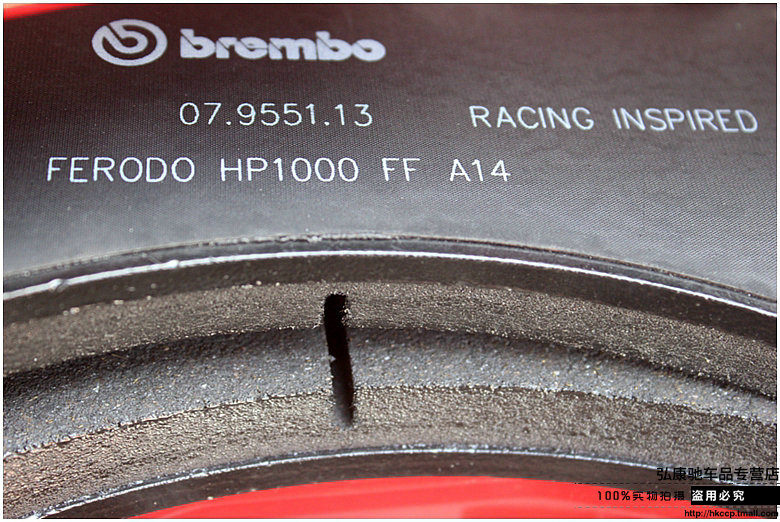 brembo
07.9551.13 RACING INSPIRED
FERODO HP1000 FF A14
弘康驰车品专营店
100%实物拍摄 盗用必究
http://hkccp.tmall.com